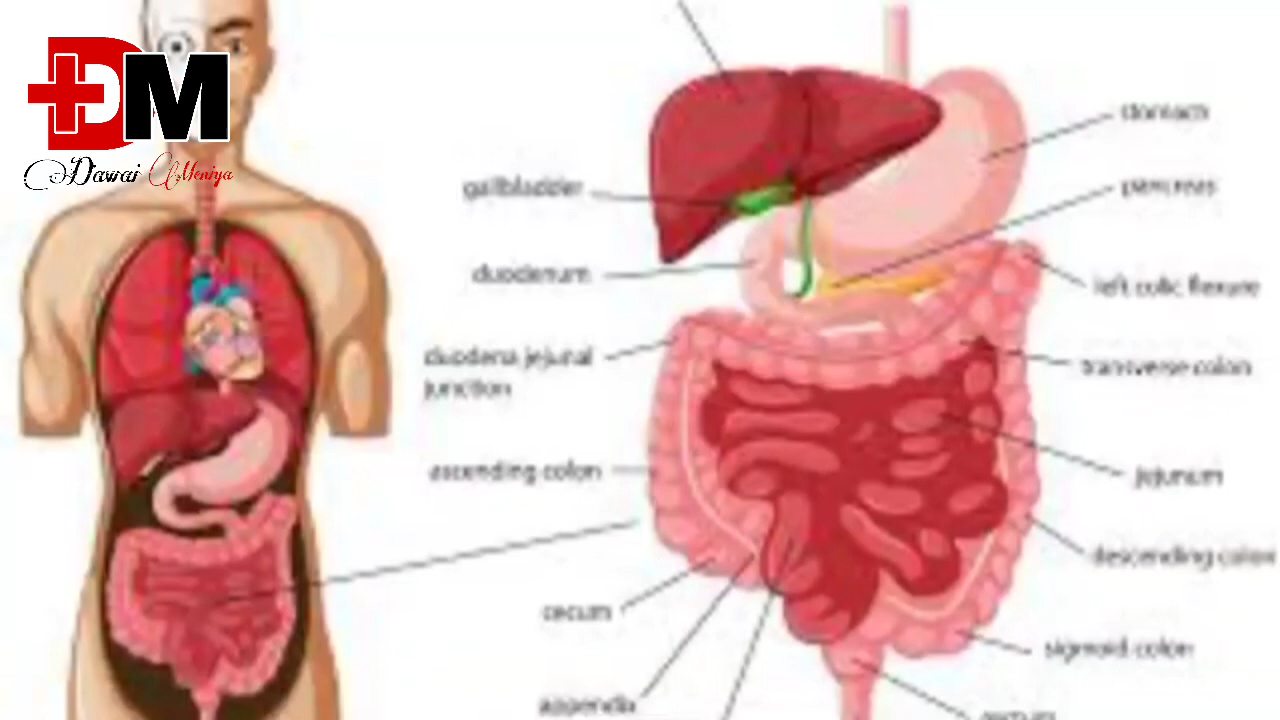 DM
Dawai Meniya
stomach
gallbladder
pancreas
duodenum
left colic flexure
duodena jejunal
junction
transverse colon
ascending colon
jejunum
descending colon
cecum
sigmoid colon
appendix